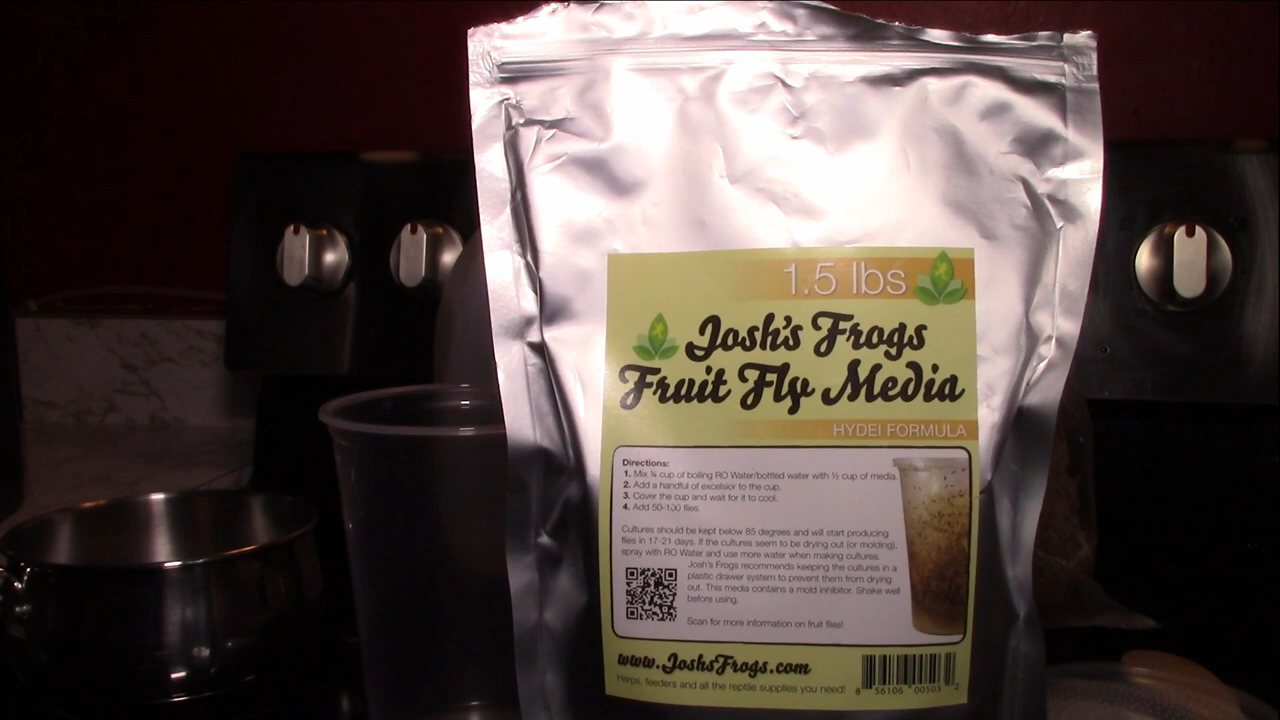 1.5 lbs
Josh's Frogs
Fruit Fly Media
HYDEI FORMULA
Directions:
1. Mix ¾ cup of boiling RO Water/bottled water with ½ cup of media.
2. Add a handful of excelsior to the cup.
3. Cover the cup and wait for it to cool.
4. Add 50-100 flies.
Cultures should be kept below 85 degrees and will start producing
flies in 17-21 days. If the cultures seem to be drying out (or molding),
spray with RO Water and use more water when making cultures.
Josh's Frogs recommends keeping the cultures in a
plastic drawer system to prevent them from drying
out. This media contains a mold inhibitor. Shake well
before using.
Scan for more information on fruit flies!
www.JoshsFrogs.com
Herps, feeders and all the reptile supplies you need!
8 56106 00503 2